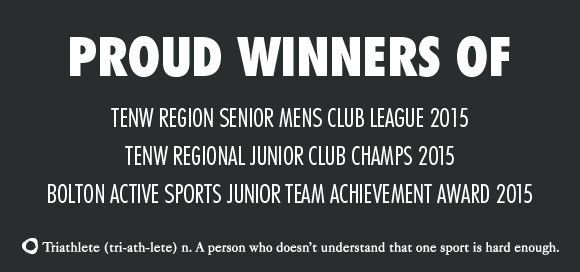 PROUD WINNERS OF
TENW REGION SENIOR MENS CLUB LEAGUE 2015
TENW REGIONAL JUNIOR CLUB CHAMPS 2015
BOLTON ACTIVE SPORTS JUNIOR TEAM ACHIEVEMENT AWARD 2015
Triathlete (tri-ath-lete) n. A person who doesn't understand that one sport is hard enough.